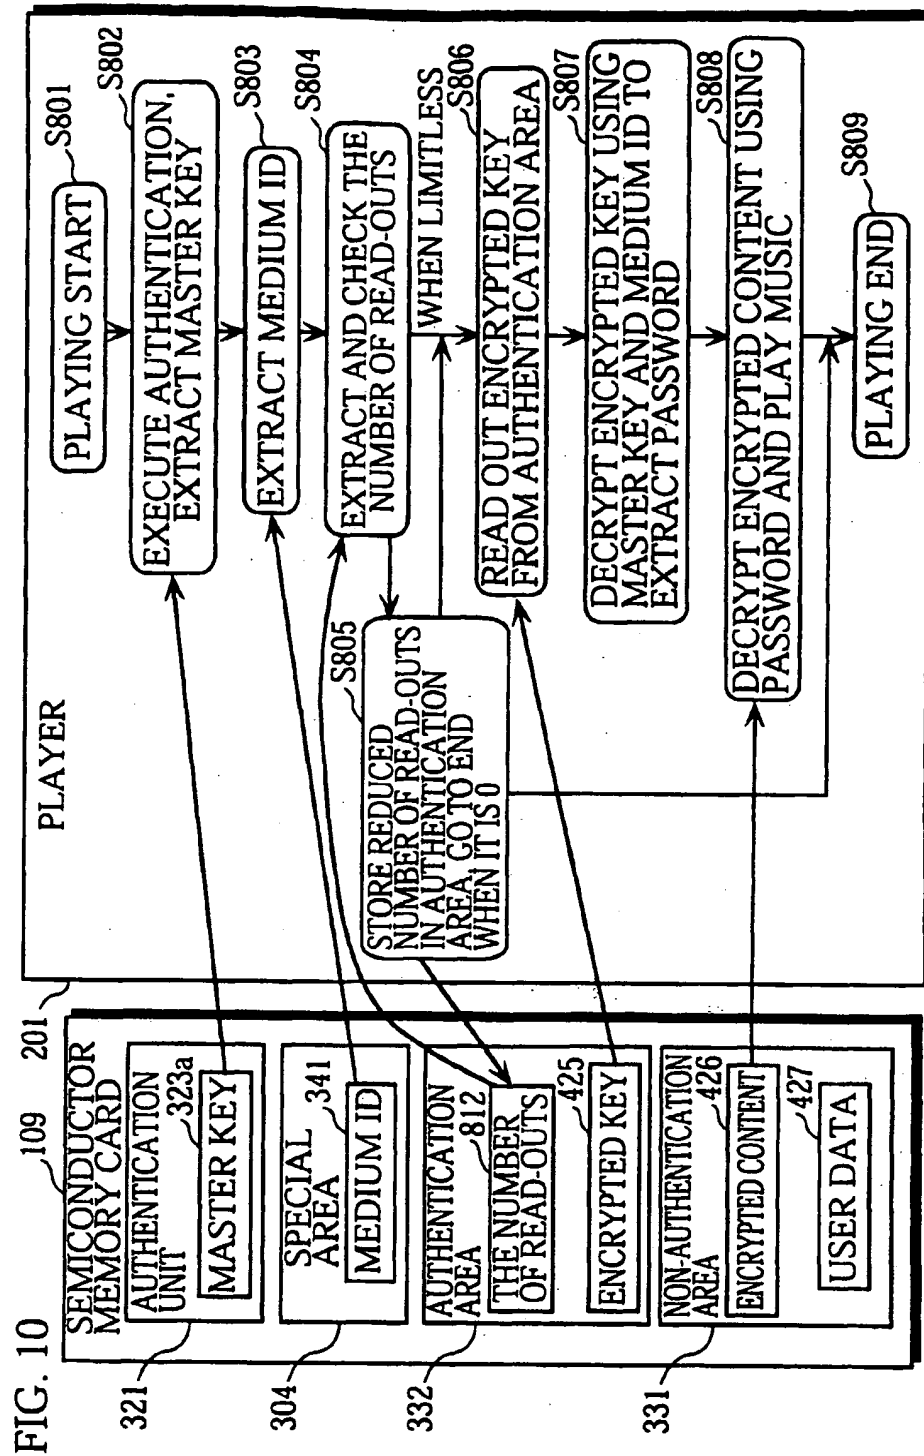 FIG. 10
109
SEMICONDUCTOR
MEMORY CARD
201
321
AUTHENTICATION
UNIT
323a
MASTER KEY
304
SPECIAL
AREA
341
MEDIUM ID
332
AUTHENTICATION
AREA
812
THE NUMBER
OF READ-OUTS
425
ENCRYPTED KEY
331
NON-AUTHENTICATION
AREA
426
ENCRYPTED CONTENT
427
USER DATA
PLAYER
S801
PLAYING START
S802
EXECUTE AUTHENTICATION,
EXTRACT MASTER KEY
S803
EXTRACT MEDIUM ID
S804
EXTRACT AND CHECK THE
NUMBER OF READ-OUTS
WHEN LIMITLESS
S805
STORE REDUCED
NUMBER OF READ-OUTS
IN AUTHENTICATION
AREA, GO TO END
WHEN IT IS 0
S806
READ OUT ENCRYPTED KEY
FROM AUTHENTICATION AREA
S807
DECRYPT ENCRYPTED KEY USING
MASTER KEY AND MEDIUM ID TO
EXTRACT PASSWORD
S808
DECRYPT ENCRYPTED CONTENT USING
PASSWORD AND PLAY MUSIC
S809
PLAYING END